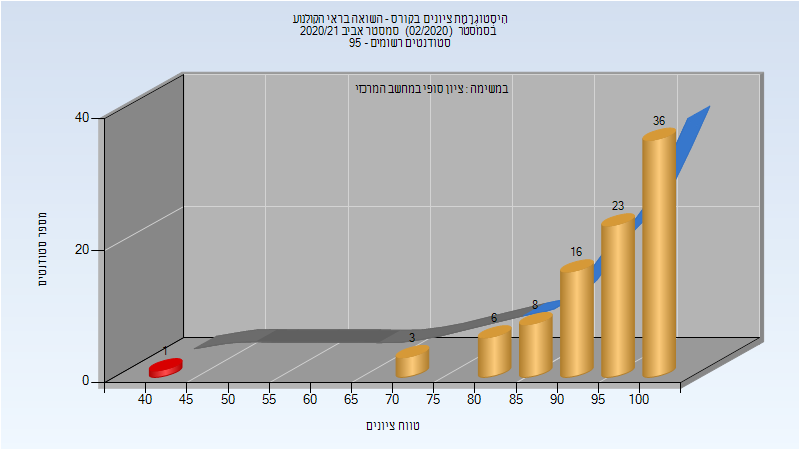 היסטוגרמת ציונים בקורס - השואה בראי הקולנוע
בסמסטר (02/2020) סמסטר אביב 2020/21
סטודנטים רשומים - 95
במשימה : ציון סופי במחשב המרכזי
40
20
0
מספר סטודנטים
1
3
6
8
16
23
36
40 45 50 55 60 65 70 75 80 85 90 95 100
טווח ציונים